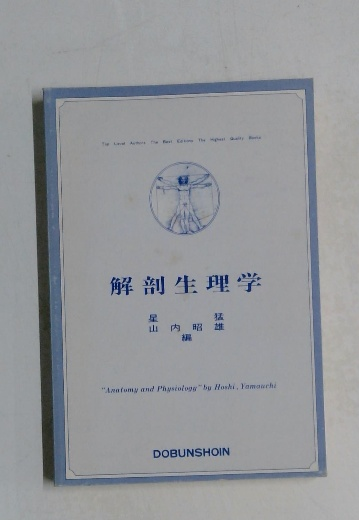 The Great Authors The Best Editions The Highest Quality Books
解剖生理学
星 猛
山内昭雄
編
"Anatomy and Physiology" by Hoshi, Yamauchi
DOBUNSHOIN